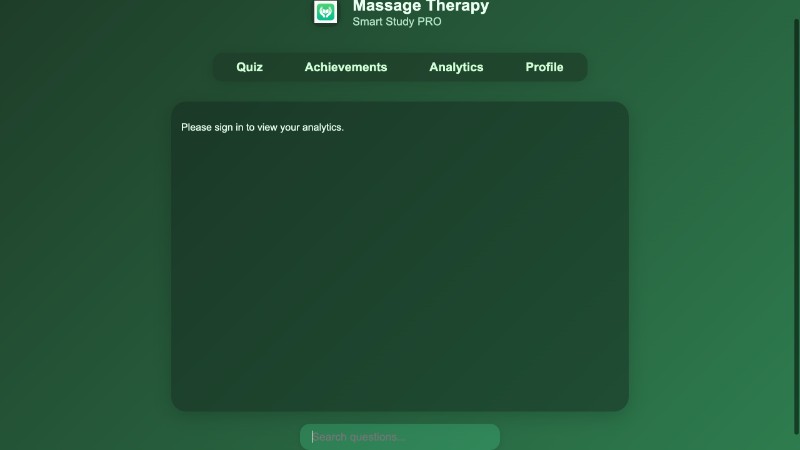 Massage Therapy
Smart Study PRO
Quiz Achievements Analytics Profile
Please sign in to view your analytics.
Search questions...